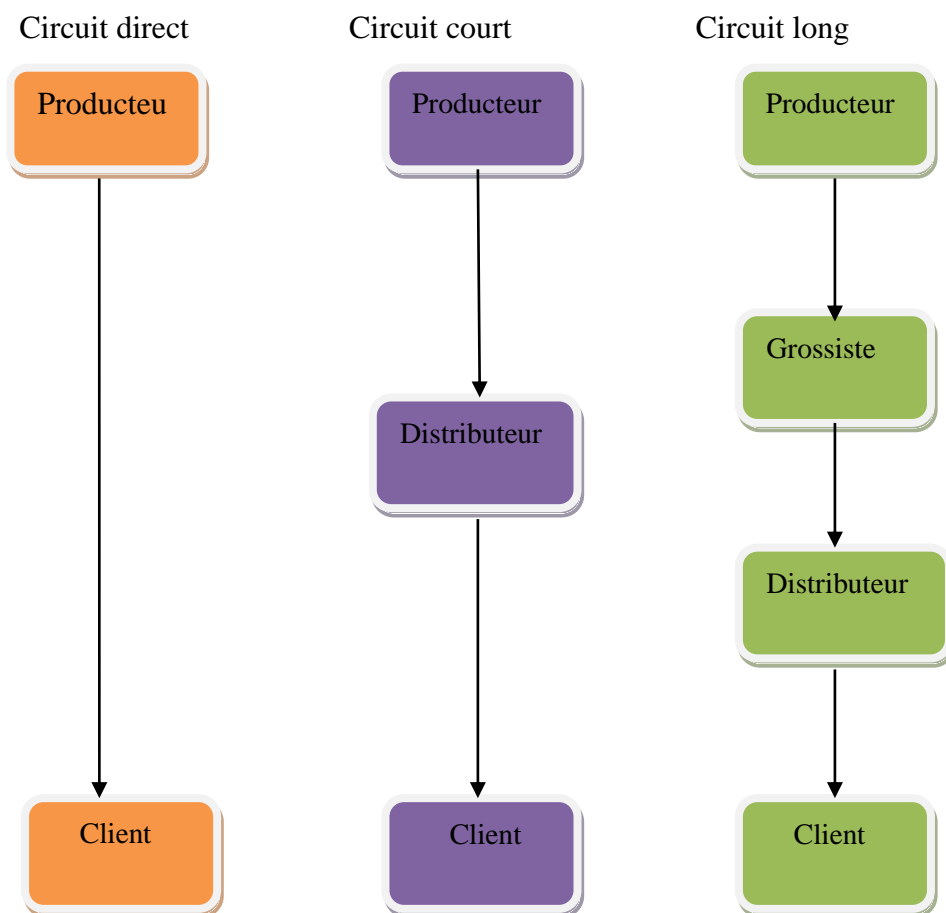 Circuit direct
Circuit court
Circuit long
Producteu
Producteur
Producteur
Grossiste
Distributeur
Distributeur
Client
Client
Client